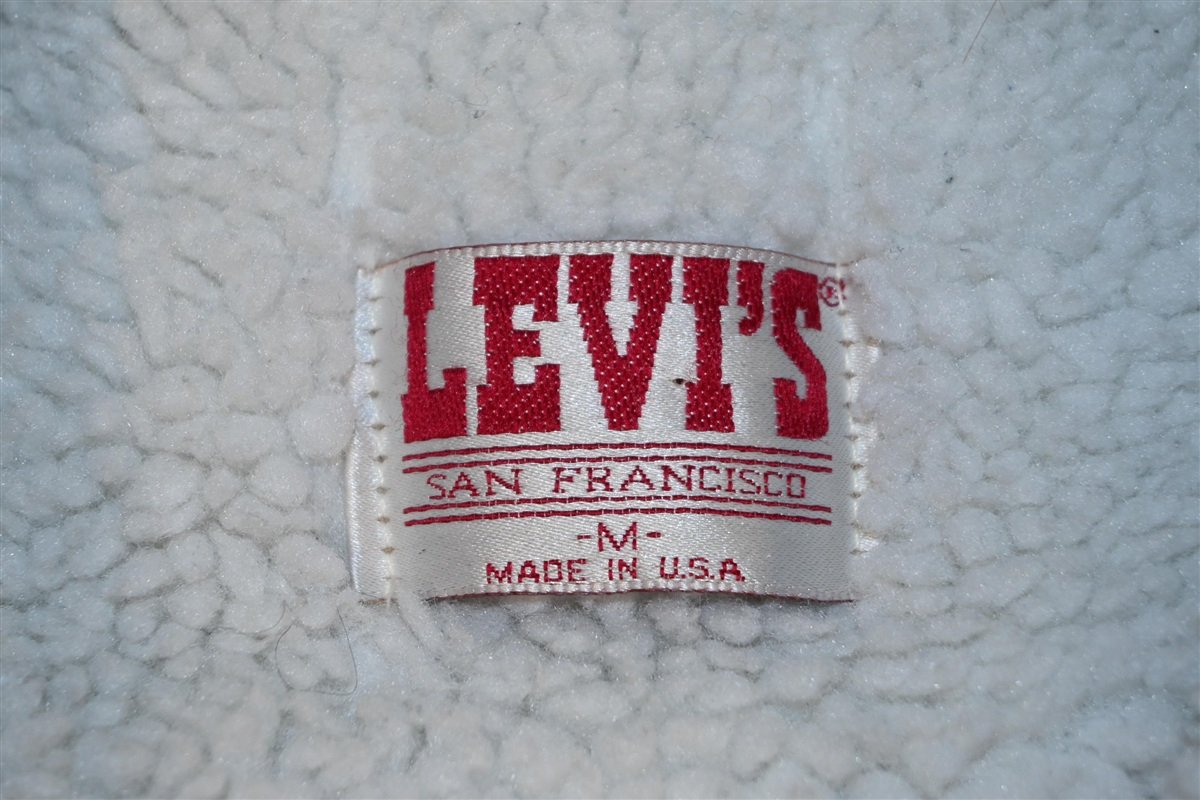 LEVI'S®
SAN FRANCISCO
-M-
MADE IN U.S.A.